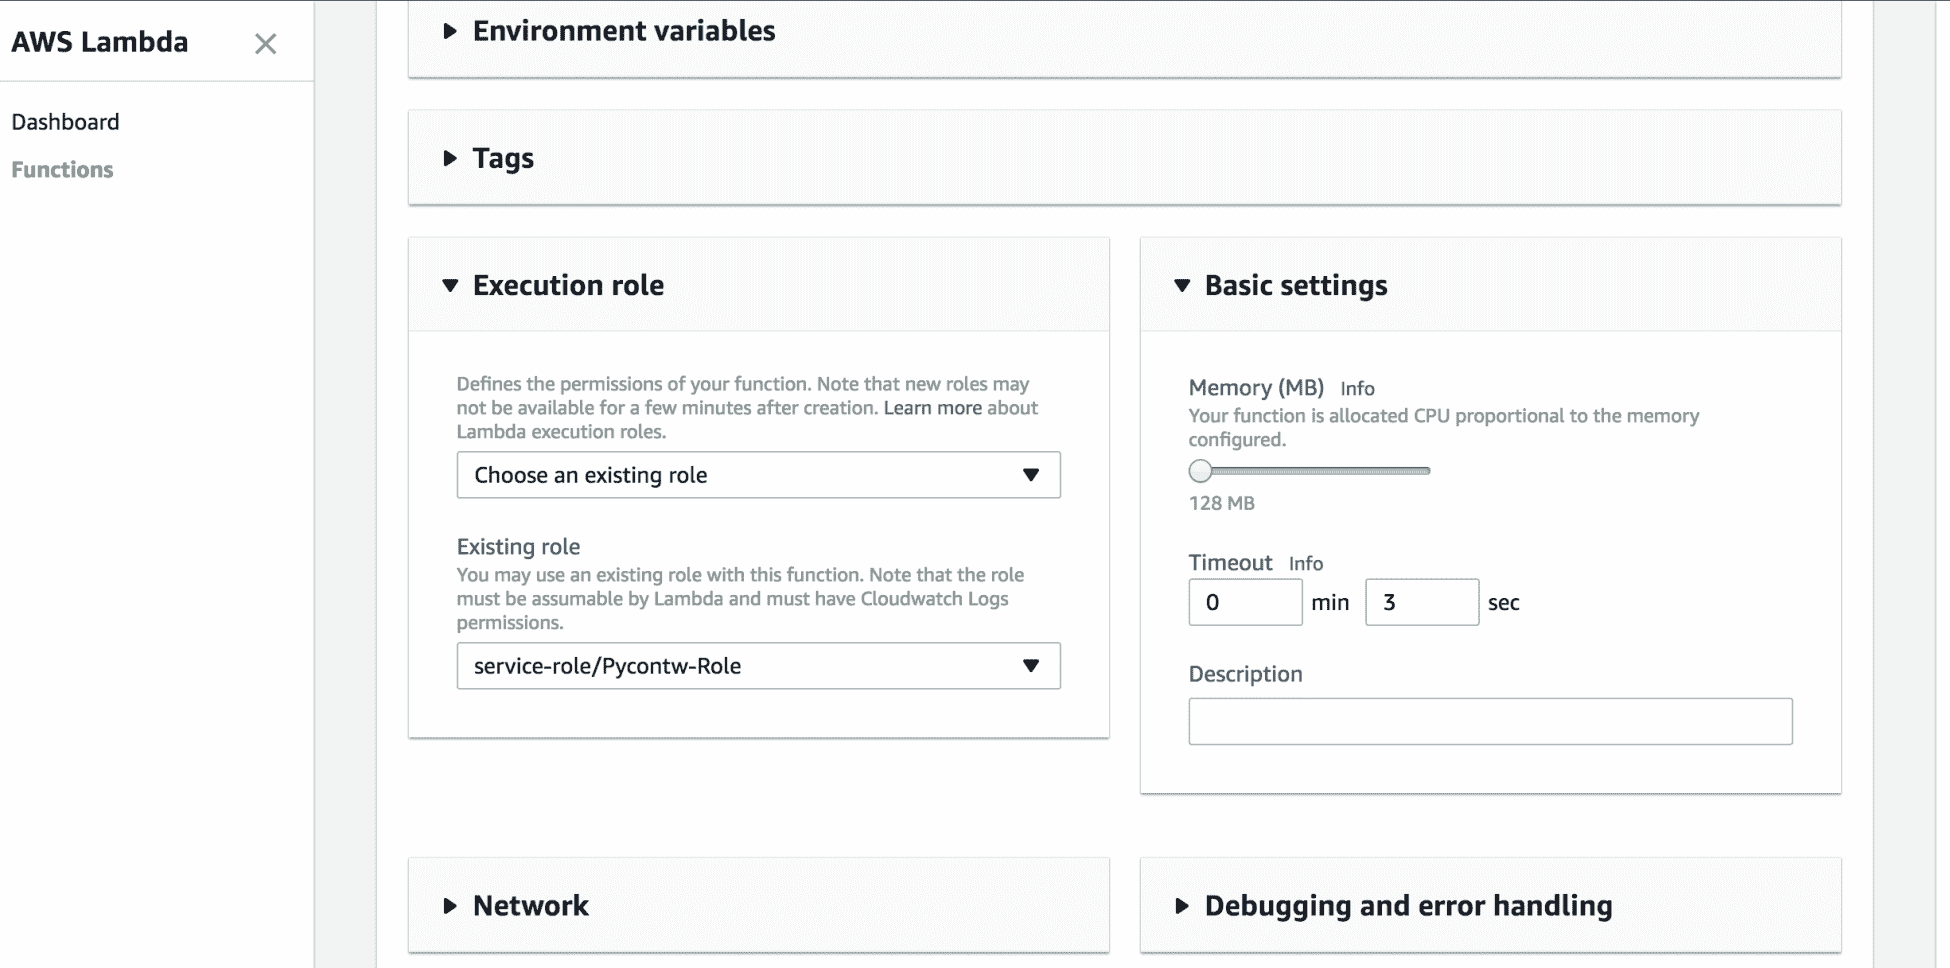 AWS Lambda
Dashboard
Functions
Environment variables
Tags
Execution role
Defines the permissions of your function. Note that new roles may
not be available for a few minutes after creation. Learn more about
Lambda execution roles.
Choose an existing role
Existing role
You may use an existing role with this function. Note that the role
must be assumable by Lambda and must have Cloudwatch Logs
permissions.
service-role/Pycontw-Role
Basic settings
Memory (MB) Info
Your function is allocated CPU proportional to the memory
configured.
128 MB
Timeout Info
0 min 3 sec
Description
Network
Debugging and error handling